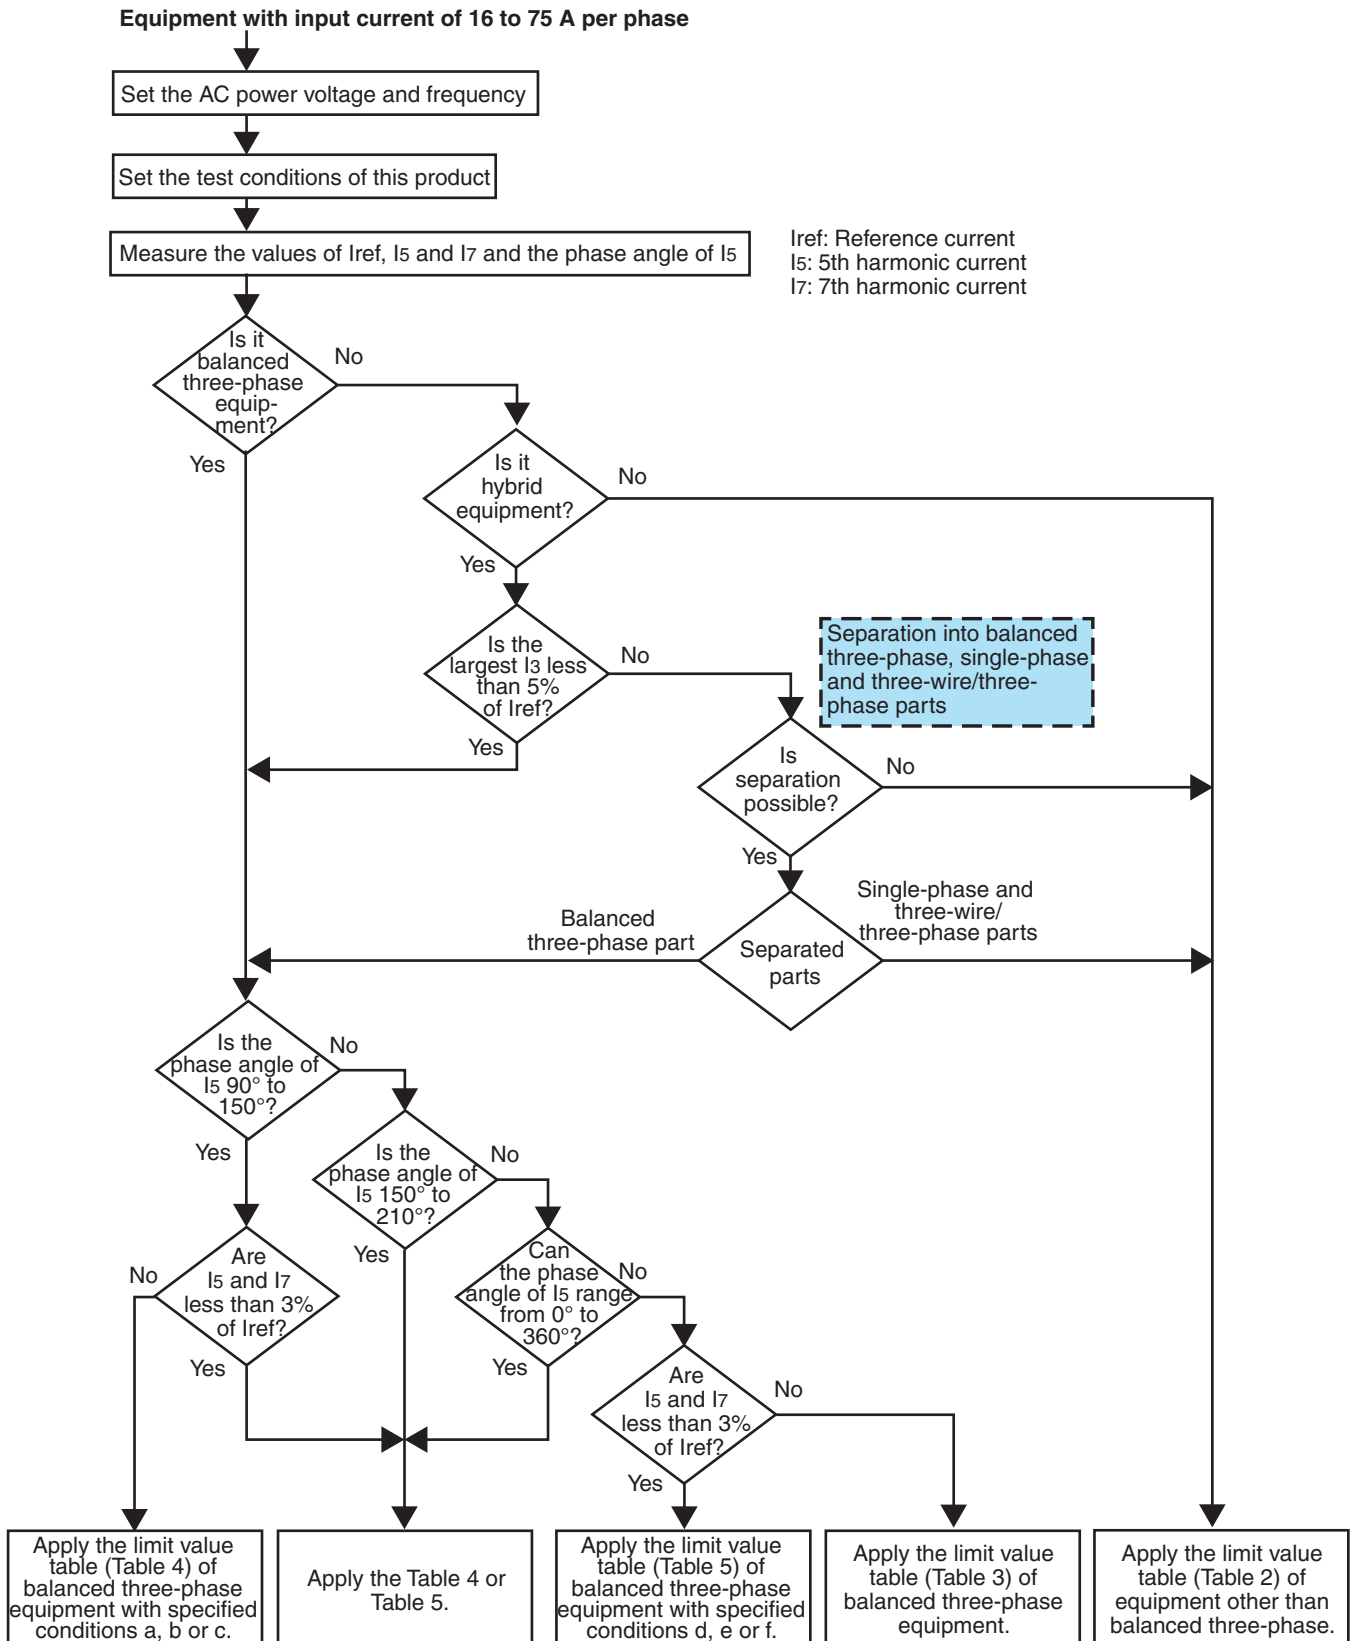 Equipment with input current of 16 to 75 A per phase
Set the AC power voltage and frequency
Set the test conditions of this product
Measure the values of Iref, I5 and I7 and the phase angle of I5
Iref: Reference current
I5: 5th harmonic current
I7: 7th harmonic current
Is it
balanced
three-phase
equip-
ment?
No
Yes
Is it
hybrid
equipment?
No
Yes
Is the
largest I3 less
than 5%
of Iref?
No
Yes
Separation into balanced
three-phase, single-phase
and three-wire/three-
phase parts
Is
separation
possible?
No
Yes
Balanced
three-phase part
Separated
parts
Single-phase and
three-wire/
three-phase parts
Is the
phase angle of
I5 90° to
150°?
No
Yes
Is the
phase angle of
I5 150° to
210°?
No
Yes
Are
I5 and I7
less than 3%
of Iref?
No
Yes
Can
the phase
angle of I5 range
from 0° to
360°?
No
Yes
Are
I5 and I7
less than 3%
of Iref?
No
Yes
Apply the limit value
table (Table 4) of
balanced three-phase
equipment with specified
conditions a, b or c.
Apply the Table 4 or
Table 5.
Apply the limit value
table (Table 5) of
balanced three-phase
equipment with specified
conditions d, e or f.
Apply the limit value
table (Table 3) of
balanced three-phase
equipment.
Apply the limit value
table (Table 2) of
equipment other than
balanced three-phase.